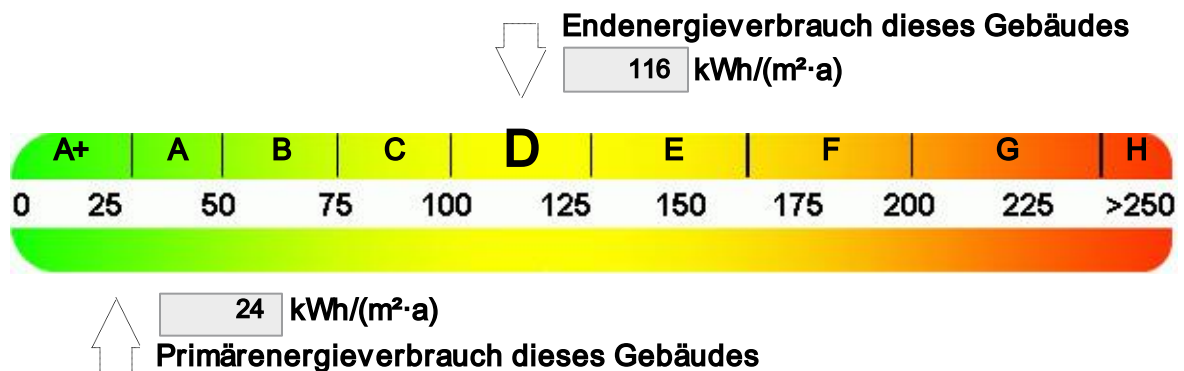 Endenergieverbrauch dieses Gebäudes
116 kWh/(m²·a)
A+ A B C D E F G H
0 25 50 75 100 125 150 175 200 225 >250
24 kWh/(m²·a)
Primärenergieverbrauch dieses Gebäudes